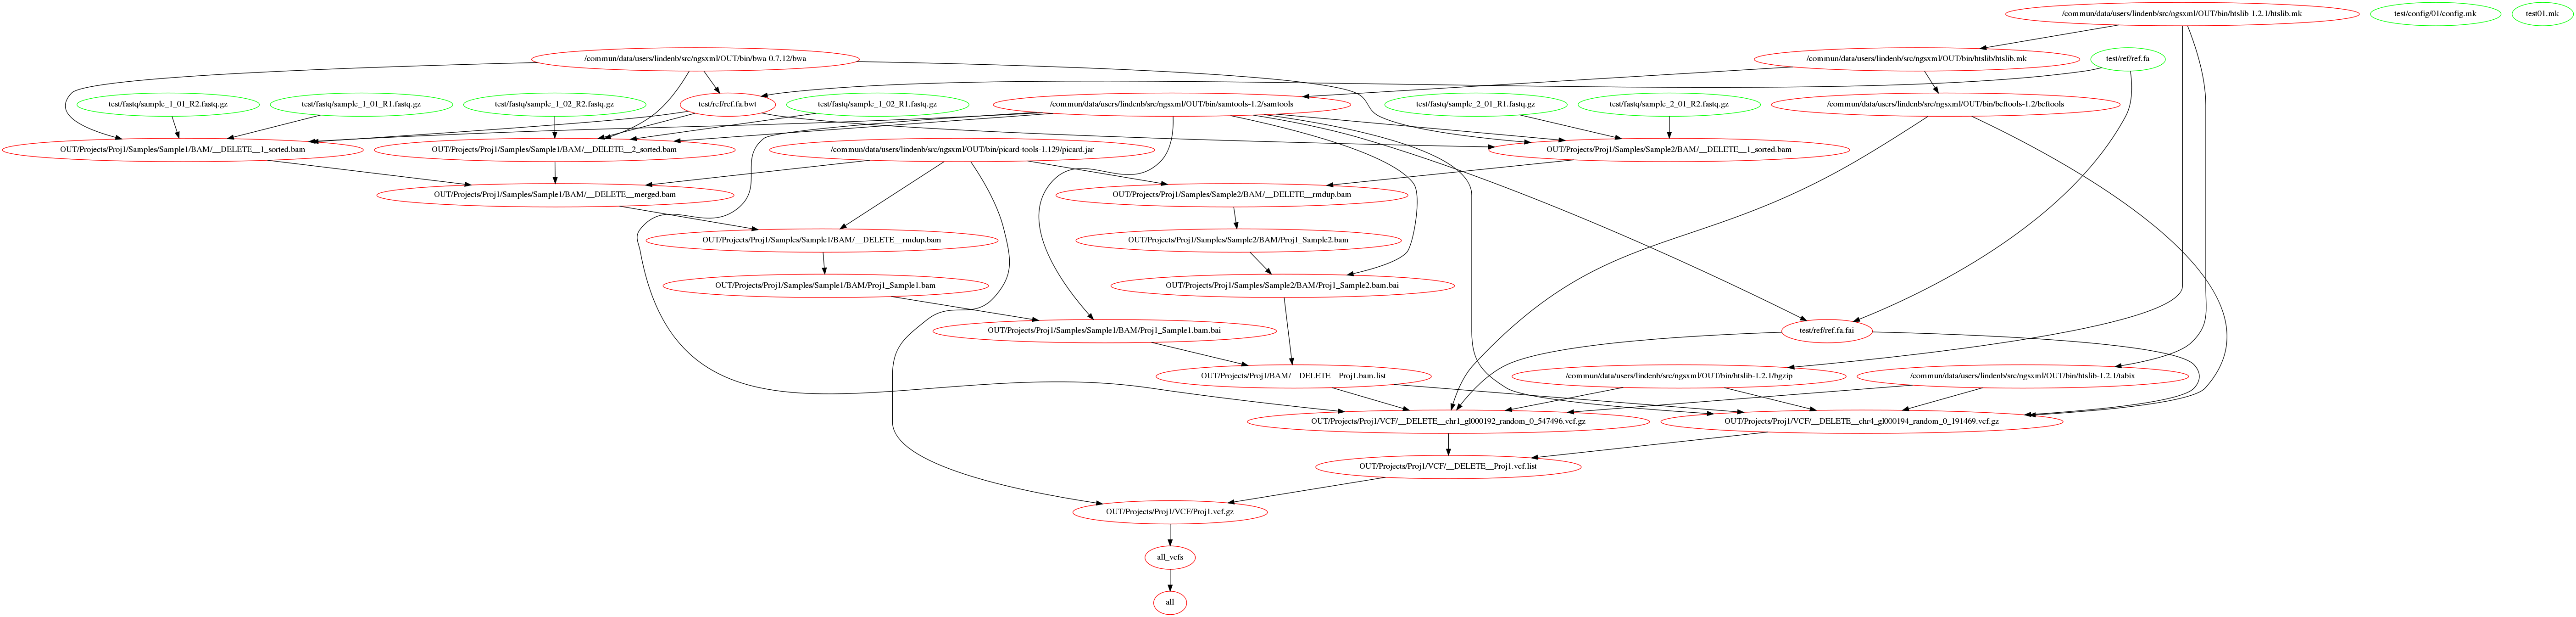 /commun/data/users/lindenb/src/ngsxml/OUT/bin/htslib-1.2.1/htslib.mk
test/config/01/config.mk
test01.mk
/commun/data/users/lindenb/src/ngsxml/OUT/bin/bwa-0.7.12/bwa
/commun/data/users/lindenb/src/ngsxml/OUT/bin/htslib/htslib.mk
test/ref/ref.fa
test/fastq/sample_1_01_R2.fastq.gz
test/fastq/sample_1_01_R1.fastq.gz
test/fastq/sample_1_02_R2.fastq.gz
test/ref/ref.fa.bwt
test/fastq/sample_1_02_R1.fastq.gz
/commun/data/users/lindenb/src/ngsxml/OUT/bin/samtools-1.2/samtools
test/fastq/sample_2_01_R1.fastq.gz
test/fastq/sample_2_01_R2.fastq.gz
/commun/data/users/lindenb/src/ngsxml/OUT/bin/bcftools-1.2/bcftools
OUT/Projects/Proj1/Samples/Sample1/BAM/__DELETE__1_sorted.bam
OUT/Projects/Proj1/Samples/Sample1/BAM/__DELETE__2_sorted.bam
/commun/data/users/lindenb/src/ngsxml/OUT/bin/picard-tools-1.129/picard.jar
OUT/Projects/Proj1/Samples/Sample2/BAM/__DELETE__1_sorted.bam
OUT/Projects/Proj1/Samples/Sample1/BAM/__DELETE__merged.bam
OUT/Projects/Proj1/Samples/Sample2/BAM/__DELETE__rmdup.bam
OUT/Projects/Proj1/Samples/Sample1/BAM/__DELETE__rmdup.bam
OUT/Projects/Proj1/Samples/Sample2/BAM/Proj1_Sample2.bam
OUT/Projects/Proj1/Samples/Sample1/BAM/Proj1_Sample1.bam
OUT/Projects/Proj1/Samples/Sample2/BAM/Proj1_Sample2.bam.bai
OUT/Projects/Proj1/Samples/Sample1/BAM/Proj1_Sample1.bam.bai
test/ref/ref.fa.fai
OUT/Projects/Proj1/BAM/__DELETE__Proj1.bam.list
/commun/data/users/lindenb/src/ngsxml/OUT/bin/htslib-1.2.1/bgzip
/commun/data/users/lindenb/src/ngsxml/OUT/bin/htslib-1.2.1/tabix
OUT/Projects/Proj1/VCF/__DELETE__chr1_gl000192_random_0_547496.vcf.gz
OUT/Projects/Proj1/VCF/__DELETE__chr4_gl000194_random_0_191469.vcf.gz
OUT/Projects/Proj1/VCF/__DELETE__Proj1.vcf.list
OUT/Projects/Proj1/VCF/Proj1.vcf.gz
all_vcfs
all